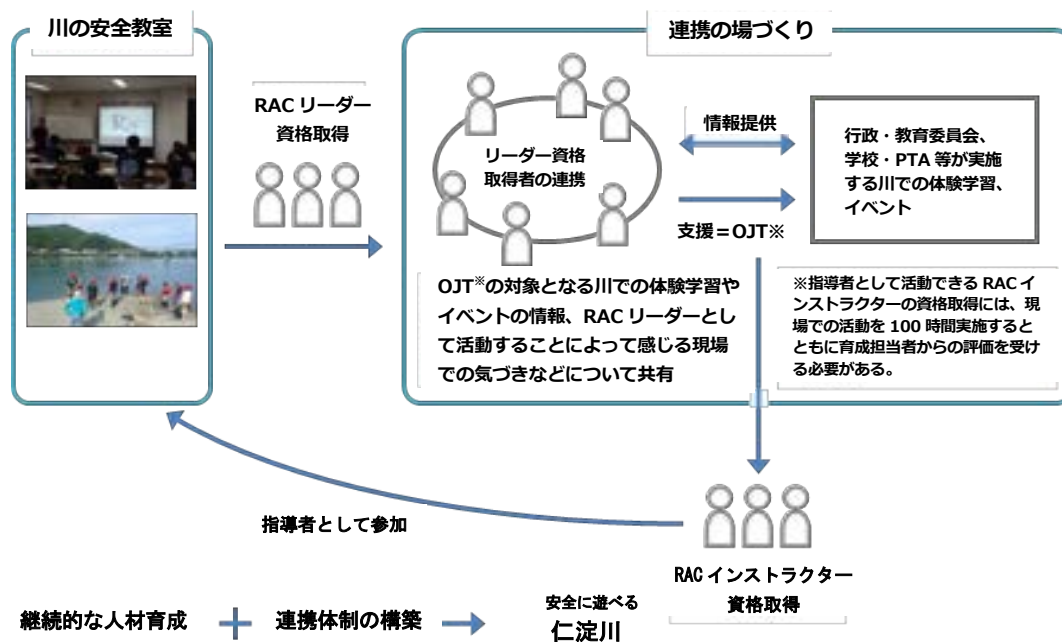 川の安全教室
連携の場づくり
RAC リーダー
資格取得
リーダー資格
取得者の連携
情報提供
支援＝OJT※
行政・教育委員会、
学校・PTA 等が実施
する川での体験学習、
イベント
OJT※の対象となる川での体験学習や
イベントの情報、RAC リーダーとし
て活動することによって感じる現場
での気づきなどについて共有
※指導者として活動できる RAC イ
ンストラクターの資格取得には、現
場での活動を 100 時間実施すると
ともに育成担当者からの評価を受け
る必要がある。
指導者として参加
RAC インストラクター
資格取得
継続的な人材育成 ＋ 連携体制の構築
安全に遊べる
仁淀川